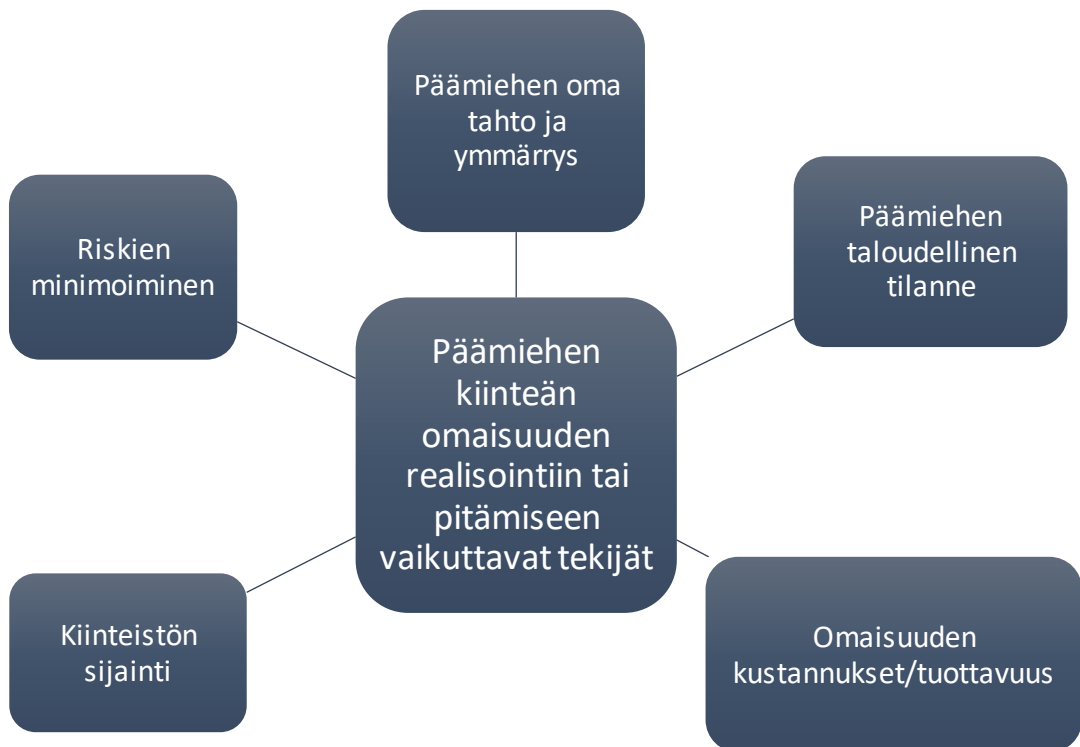 Päämiehen oma
tahto ja
ymmärrys
Päämiehen
taloudellinen
tilanne
Riskien
minimoiminen
Päämiehen
kiinteän
omaisuuden
realisointiin tai
pitämiseen
vaikuttavat tekijät
Kiinteistön
sijainti
Omaisuuden
kustannukset/tuottavuus